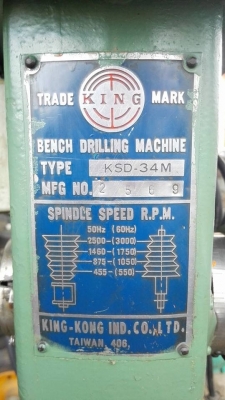 TRADE KING MARK
BENCH DRILLING MACHINE
TYPE KSD-34M
MFG NO. 2569
SPINDLE SPEED R.P.M.
50Hz (60Hz)
2500-(3000)
1460-(1750)
875-(1050)
455-(550)
KING-KONG IND.CO.,LTD.
TAIWAN, 406,